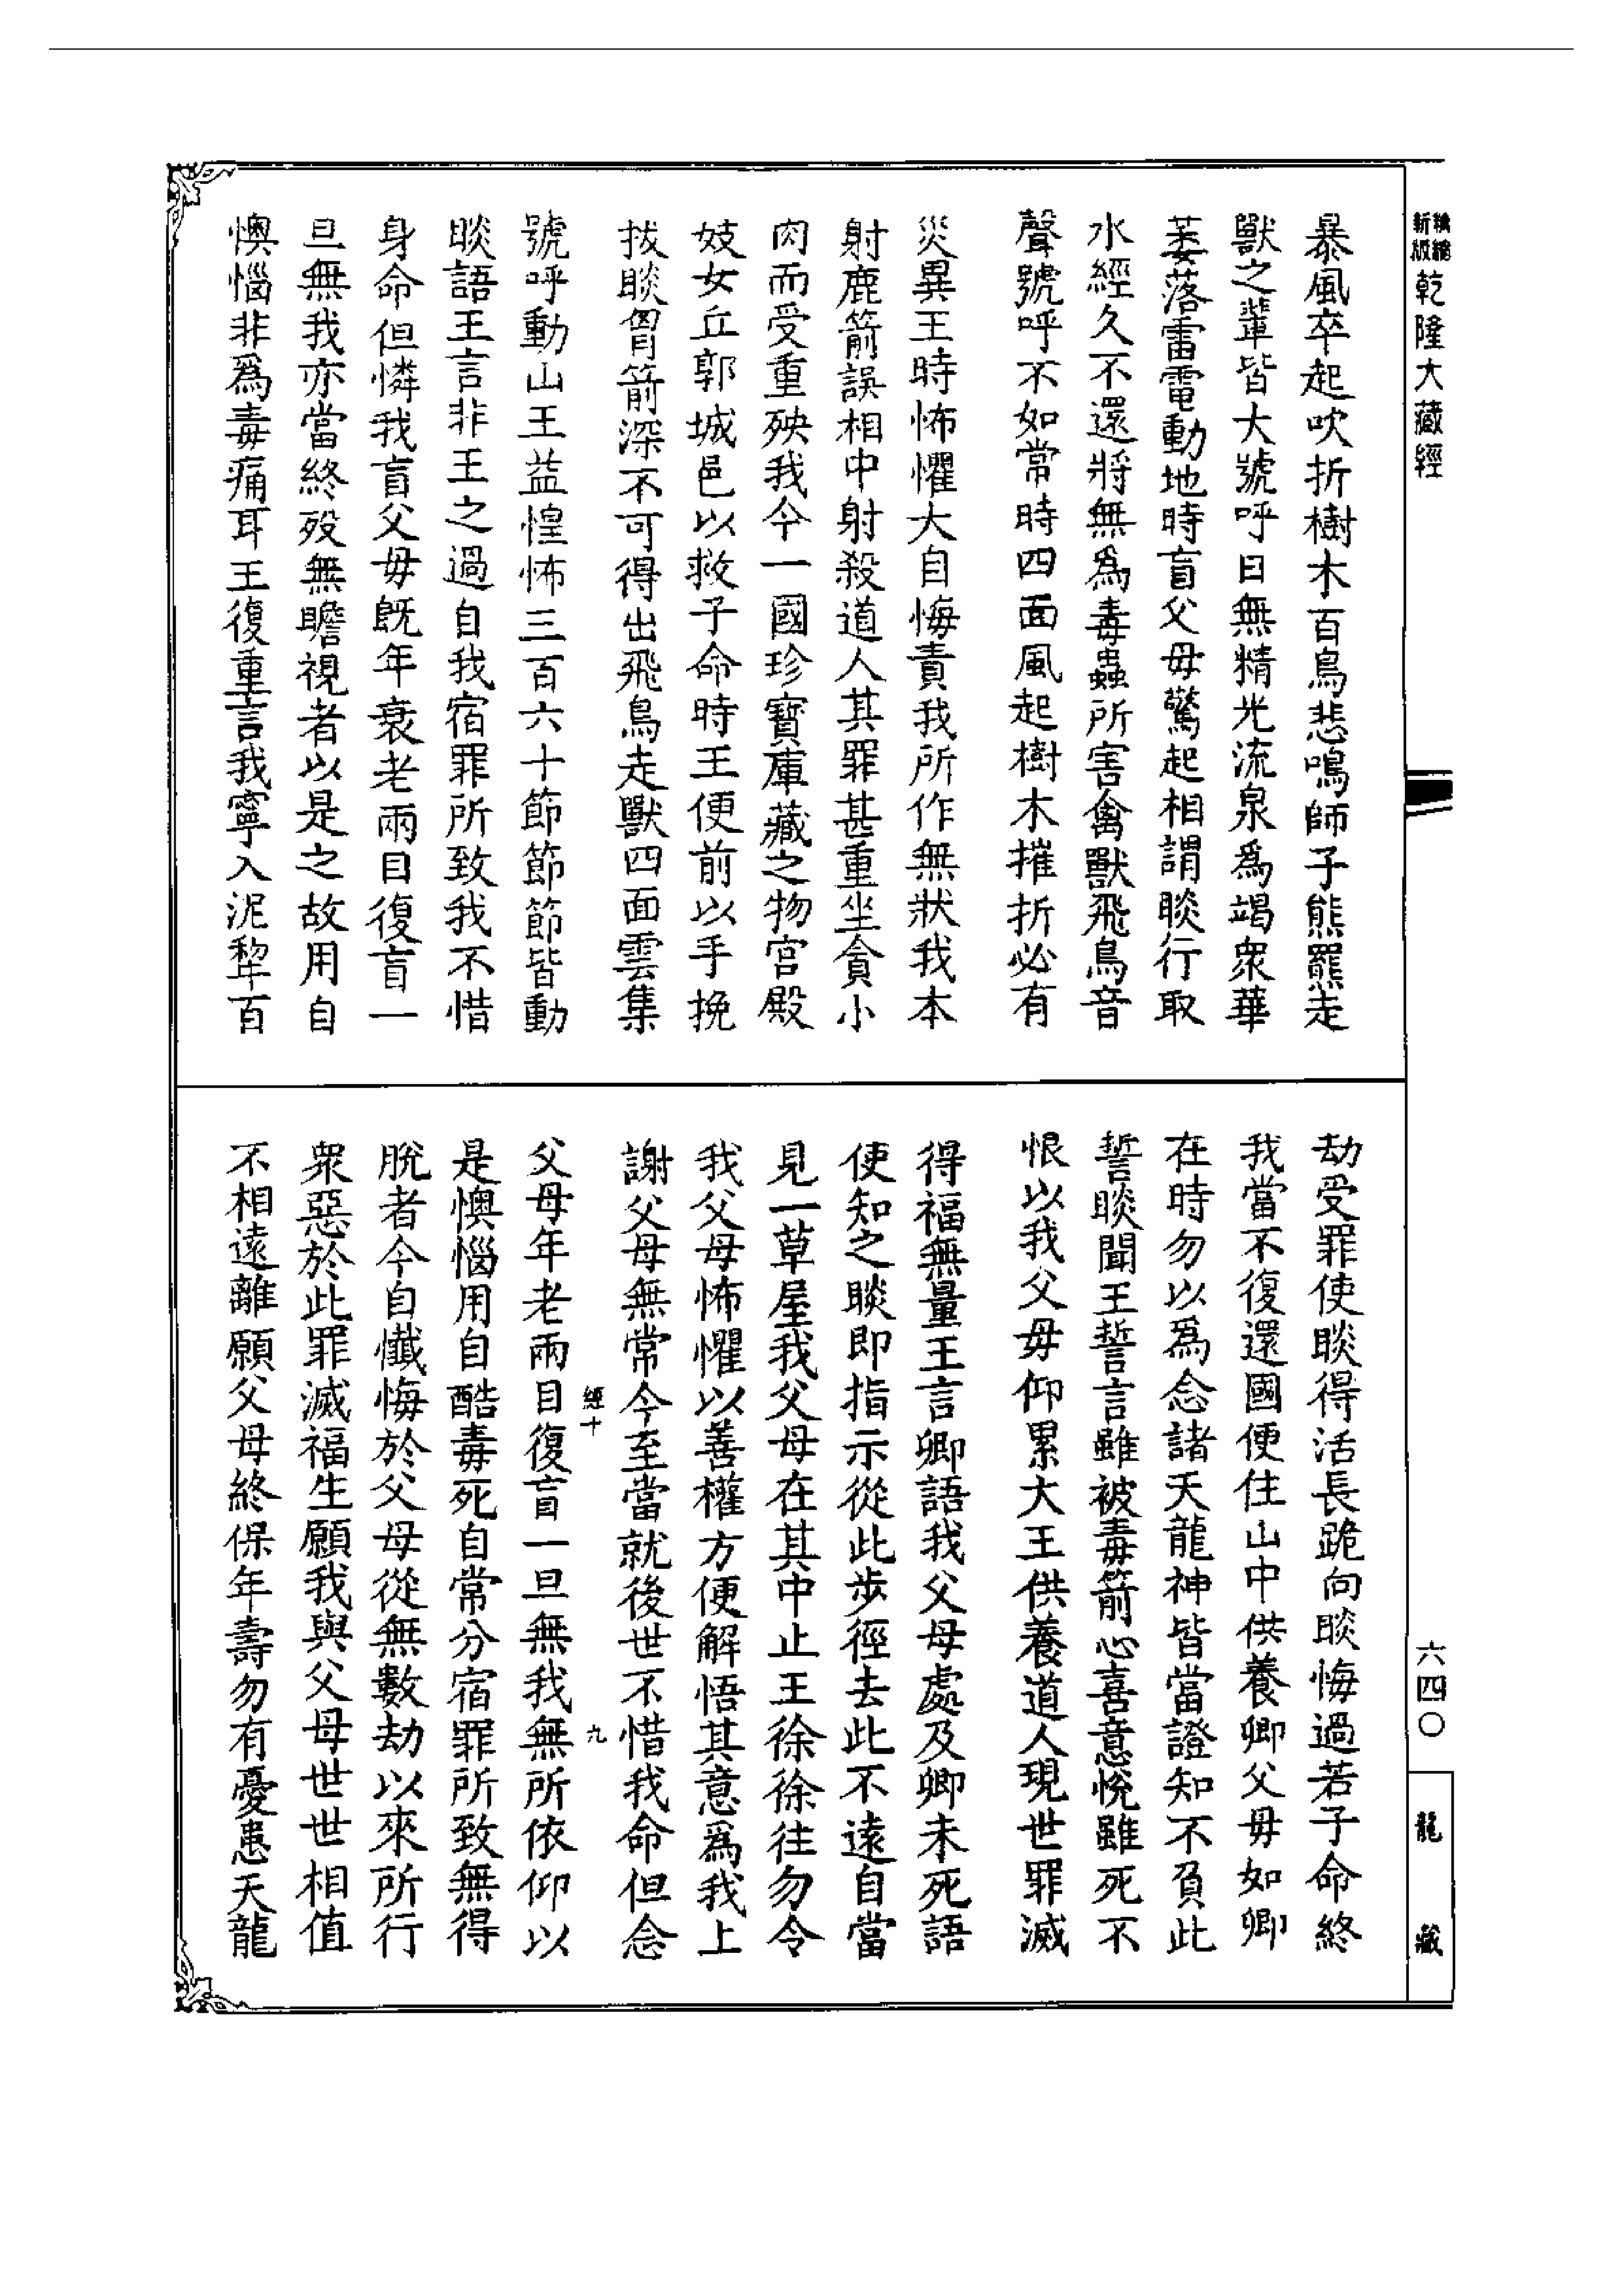 新版 精縮 乾隆大藏經
暴風卒起吹折樹木百鳥悲鳴師子熊羆走
獸之輩皆大號呼日無精光流泉為竭衆華
萎落雷電動地時盲父母驚起相謂睒行取
水經久不還將無為毒蟲所害禽獸飛鳥音
聲號呼不如常時四面風起樹木摧折必有
災異王時怖懼大自悔責我所作無狀我本
射鹿箭誤相中射殺道人其罪甚重坐貪小
肉而受重殃我今一國珍寶庫藏之物宮殿
妓女丘郭城邑以救子命時王便前以手挽
拔睒胷箭深不可得出飛鳥走獸四面雲集
號呼動山王益惶怖三百六十節節皆動
睒語王言非王之過自我宿罪所致我不惜
身命但憐我盲父母既年衰老兩目復盲一
旦無我亦當終歿無瞻視者以是之故用自
懊惱非為毒痛耳王復重言我寧入泥犂百
劫受罪使睒得活長跪向睒悔過若子命終
我當不復還國便住山中供養卿父母如卿
在時勿以為念諸天龍神皆當證知不負此
誓睒聞王誓言雖被毒箭心喜意悅雖死不
恨以我父母仰累大王供養道人現世罪滅
得福無量王言卿語我父母處及卿未死語
使知之睒即指示從此步徑去此不遠自當
見一草屋我父母在其中止王徐徐往勿令
我父母怖懼以善權方便解悟其意為我上
謝父母無常今至當就後世不惜我命但念
經十 九
父母年老兩目復盲一旦無我無所依仰以
是懊惱用自酷毒死自常分宿罪所致無得
脫者今自懺悔於父母從無數劫以來所行
衆惡於此罪滅福生願我與父母世世相值
不相遠離願父母終保年壽勿有憂患天龍
六四〇
龍藏